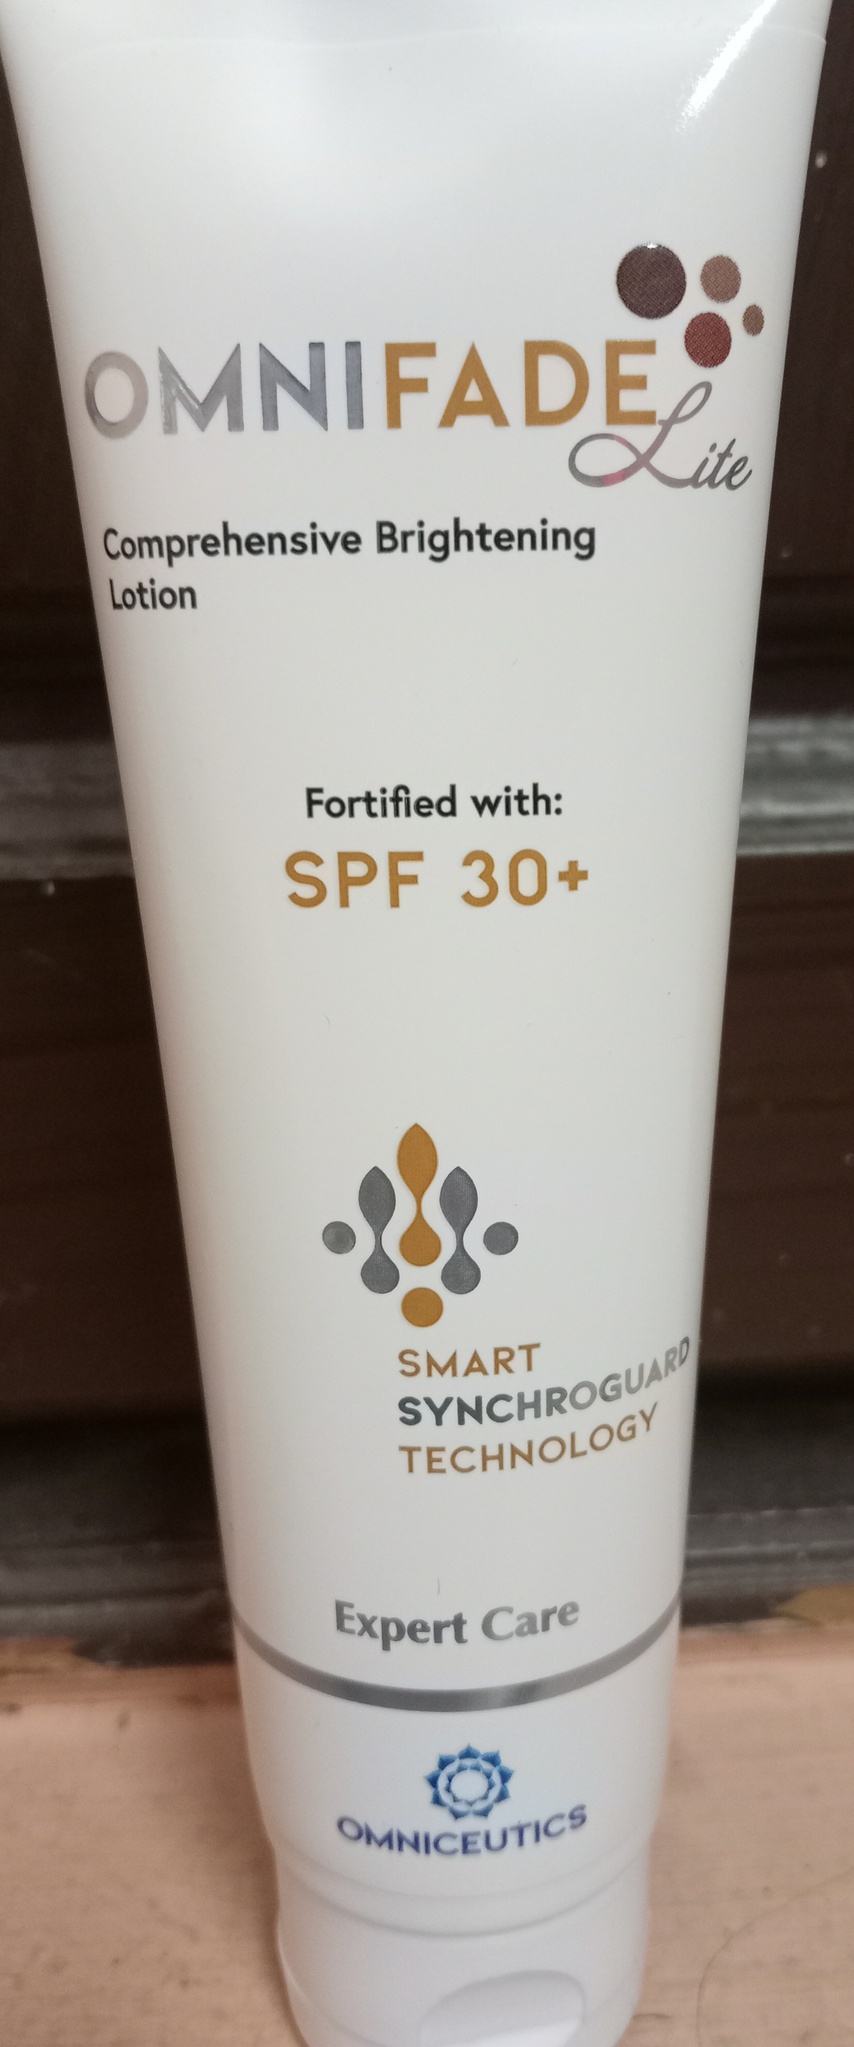 OMNIFADE
Lite
Comprehensive Brightening
Lotion
Fortified with:
SPF 30+
SMART
SYNCHROGUARD
TECHNOLOGY
Expert Care
OMNICEUTICS